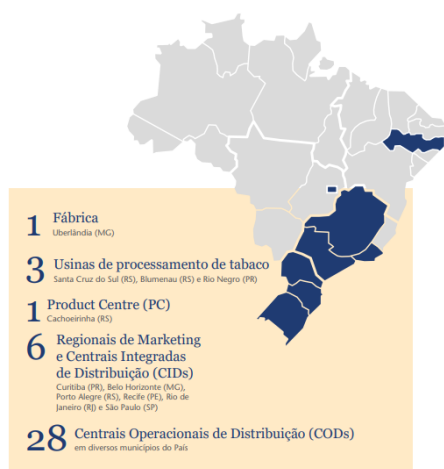 1 Fábrica
Uberlândia (MG)
3 Usinas de processamento de tabaco
Santa Cruz do Sul (RS), Blumenau (RS) e Rio Negro (PR)
1 Product Centre (PC)
Cachoeirinha (RS)
6 Regionais de Marketing
e Centrais Integradas
de Distribuição (CIDs)
Curitiba (PR), Belo Horizonte (MG),
Porto Alegre (RS), Recife (PE), Rio de
Janeiro (RJ) e São Paulo (SP)
28 Centrais Operacionais de Distribuição (CODs)
em diversos municípios do País